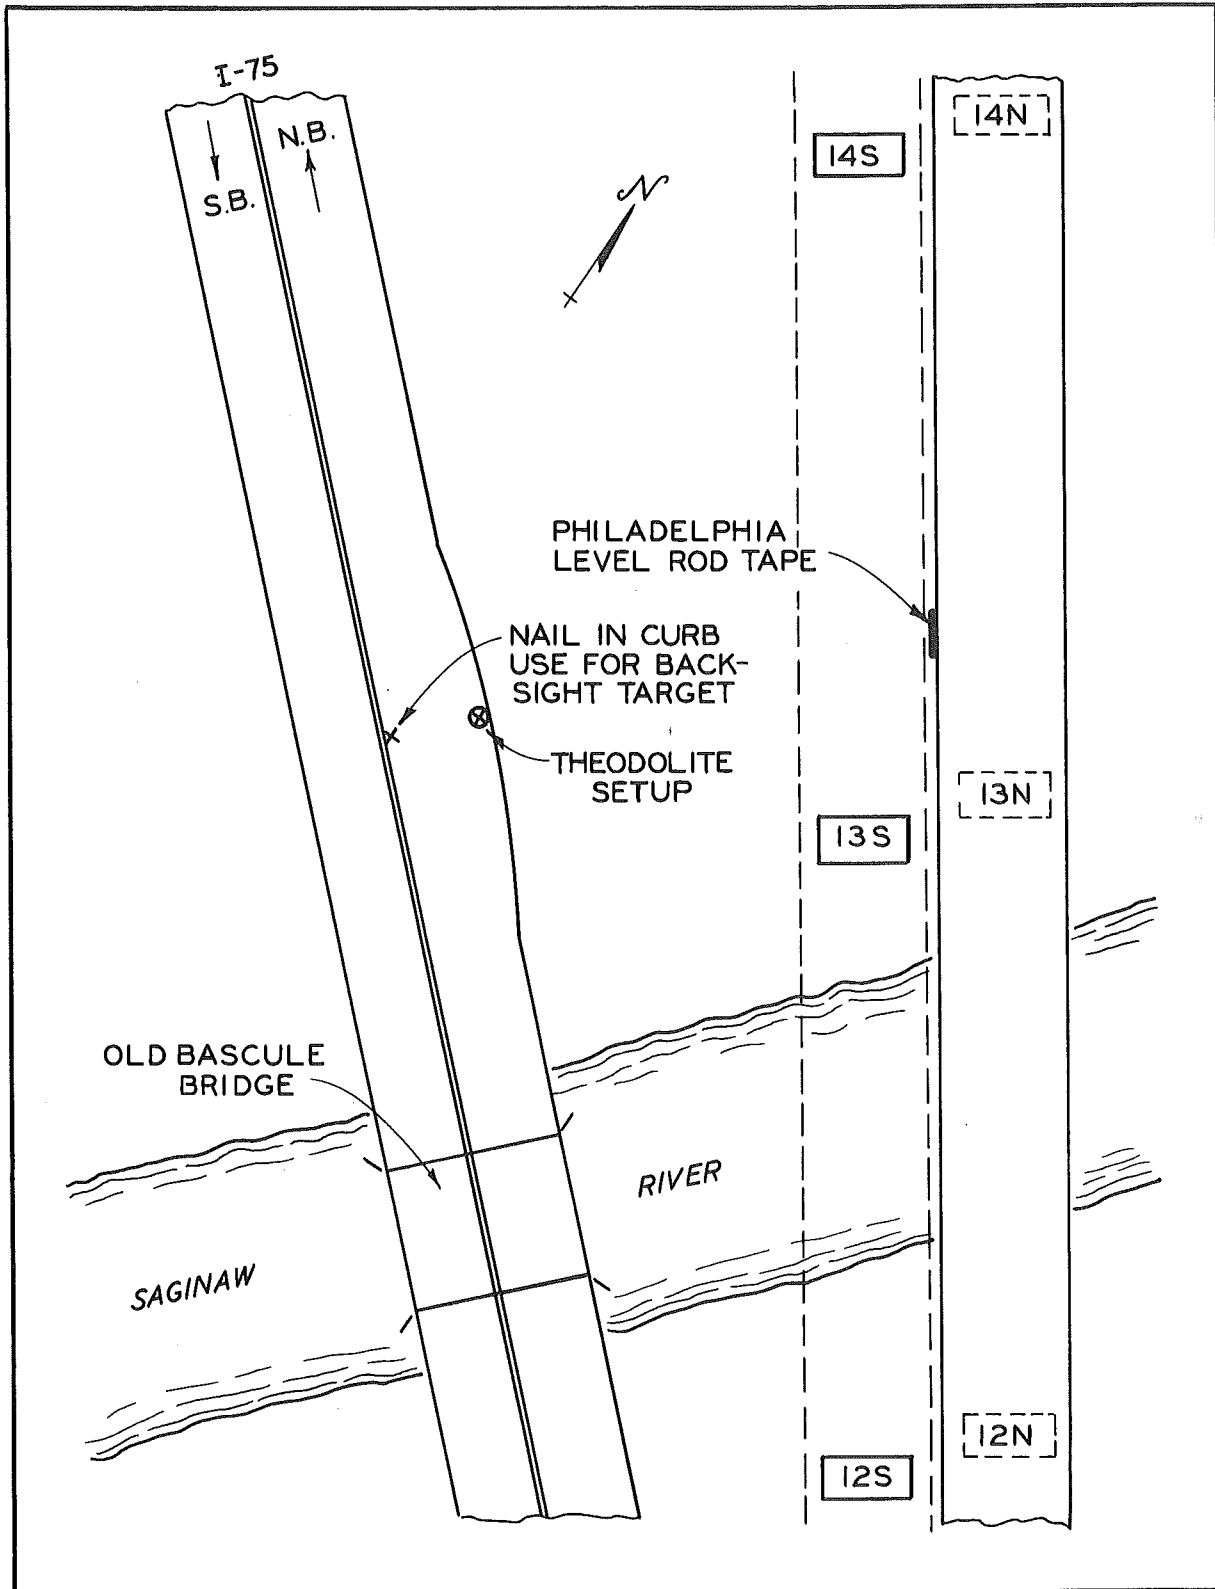 I-75
S.B.
N.B.
14S
14N
N
PHILADELPHIA
LEVEL ROD TAPE
NAIL IN CURB
USE FOR BACK-
SIGHT TARGET
THEODOLITE
SETUP
13N
13S
OLD BASCULE
BRIDGE
RIVER
SAGINAW
12N
12S